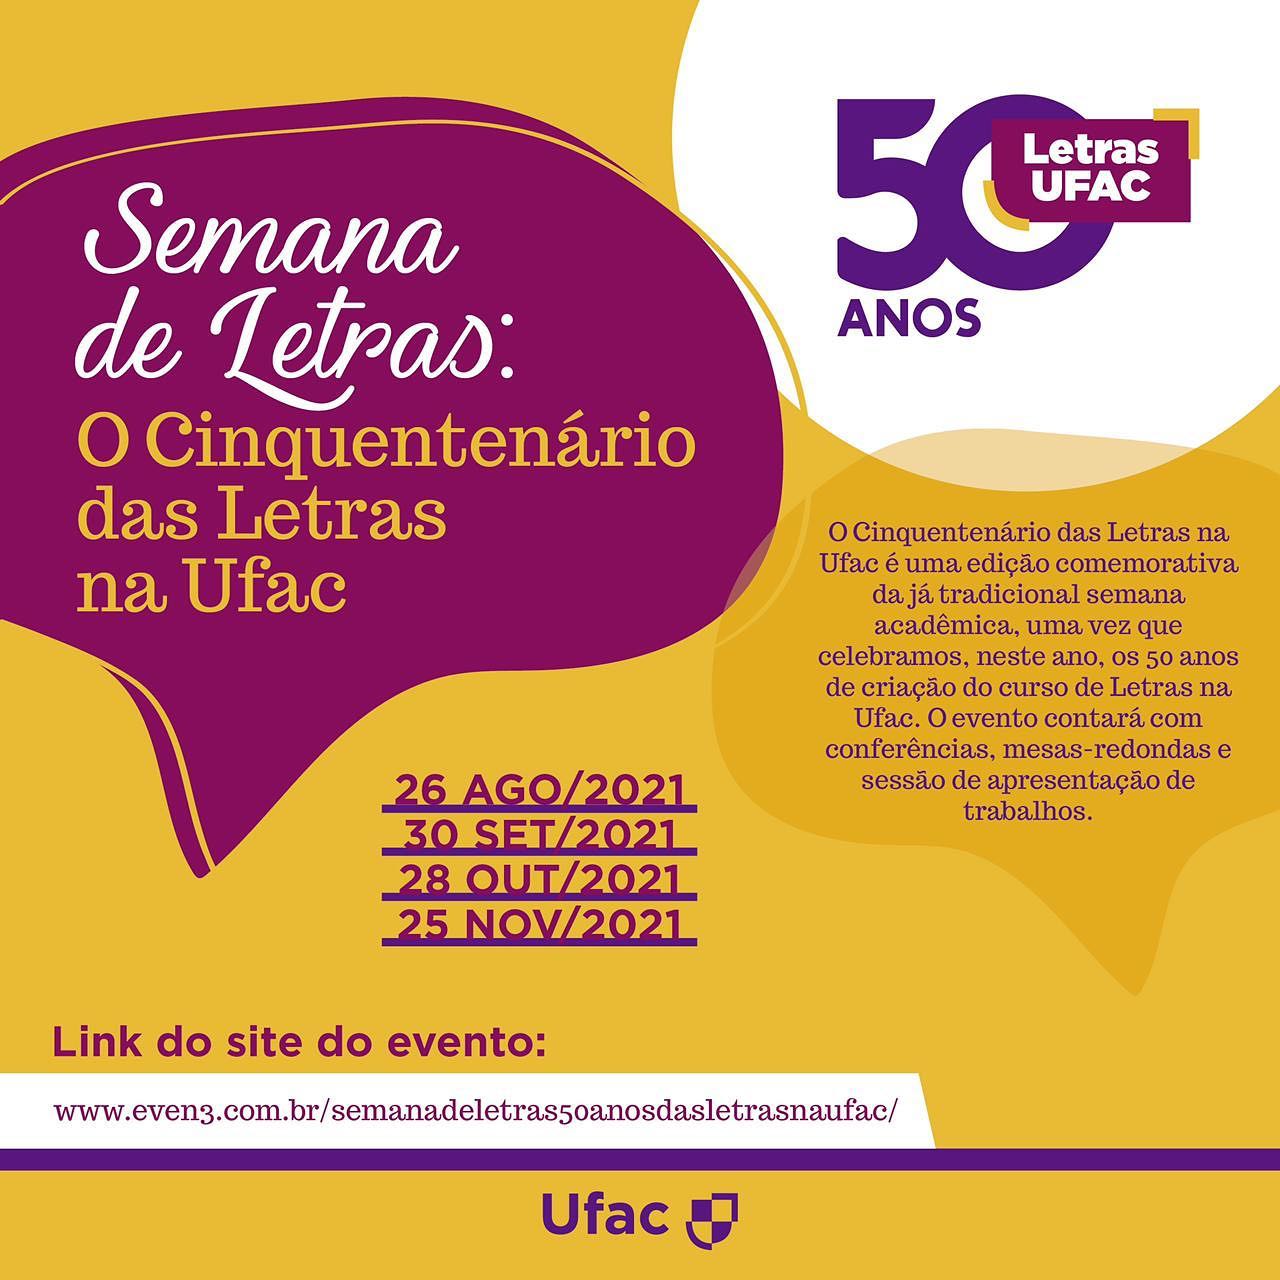 Semana
de Letras:
O Cinquentenário
das Letras
na Ufac
50
Letras
UFAC
ANOS
O Cinquentenário das Letras na
Ufac é uma edição comemorativa
da já tradicional semana
acadêmica, uma vez que
celebramos, neste ano, os 50 anos
de criação do curso de Letras na
Ufac. O evento contará com
conferências, mesas-redondas e
sessão de apresentação de
trabalhos.
26 AGO/2021
30 SET/2021
28 OUT/2021
25 NOV/2021
Link do site do evento:
www.even3.com.br/semanadeletras50anosdasletrasnaufac/
Ufac